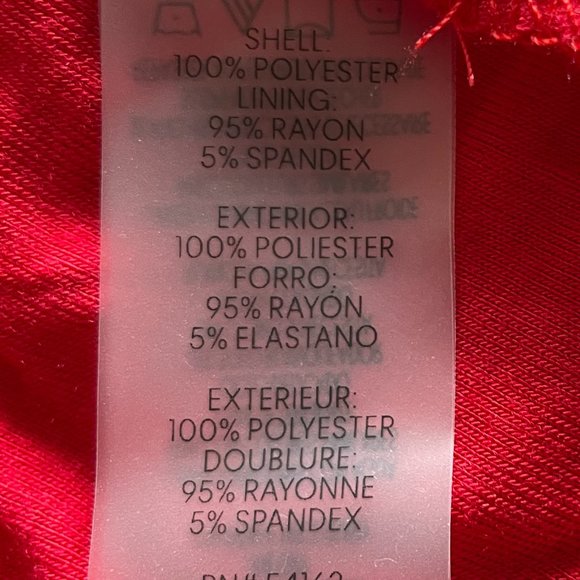 SHELL:
100% POLYESTER
LINING:
95% RAYON
5% SPANDEX
EXTERIOR:
100% POLIESTER
FORRO:
95% RAYÓN
5% ELASTANO
EXTERIEUR:
100% POLYESTER
DOUBLURE:
95% RAYONNE
5% SPANDEX